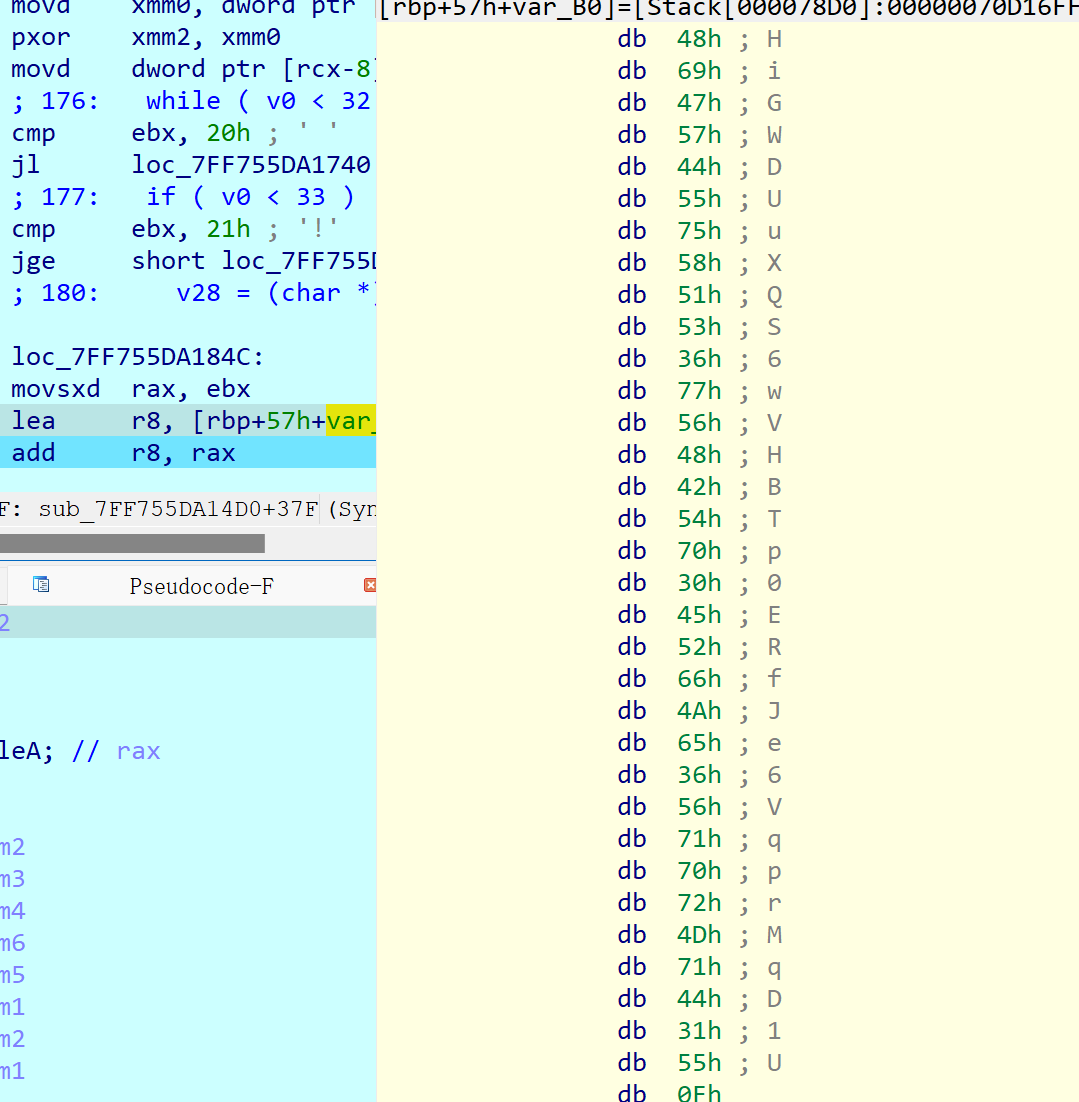 movd xmm0, dword ptr
pxor xmm2, xmm0
movd dword ptr [rcx-8]
; 176: while ( v0 < 32
cmp ebx, 20h ; ' '
jl loc_7FF755DA1740
; 177: if ( v0 < 33 )
cmp ebx, 21h ; '!'
jge short loc_7FF755D
; 180: v28 = (char *)
loc_7FF755DA184C:
movsxd rax, ebx
lea r8, [rbp+57h+var_
add r8, rax
F: sub_7FF755DA14D0+37F (Syn
Pseudocode-F
2
leA; // rax
m2
m3
m4
m6
m5
m1
m2
m1
[rbp+57h+var_B0]=[Stack[000078D0]:00000070D16FF
db 48h ; H
db 69h ; i
db 47h ; G
db 57h ; W
db 44h ; D
db 55h ; U
db 75h ; u
db 58h ; X
db 51h ; Q
db 53h ; S
db 36h ; 6
db 77h ; w
db 56h ; V
db 48h ; H
db 42h ; B
db 54h ; T
db 70h ; p
db 30h ; 0
db 45h ; E
db 52h ; R
db 66h ; f
db 4Ah ; J
db 65h ; e
db 36h ; 6
db 56h ; V
db 71h ; q
db 70h ; p
db 72h ; r
db 4Dh ; M
db 71h ; q
db 44h ; D
db 31h ; 1
db 55h ; U
db 0Fh